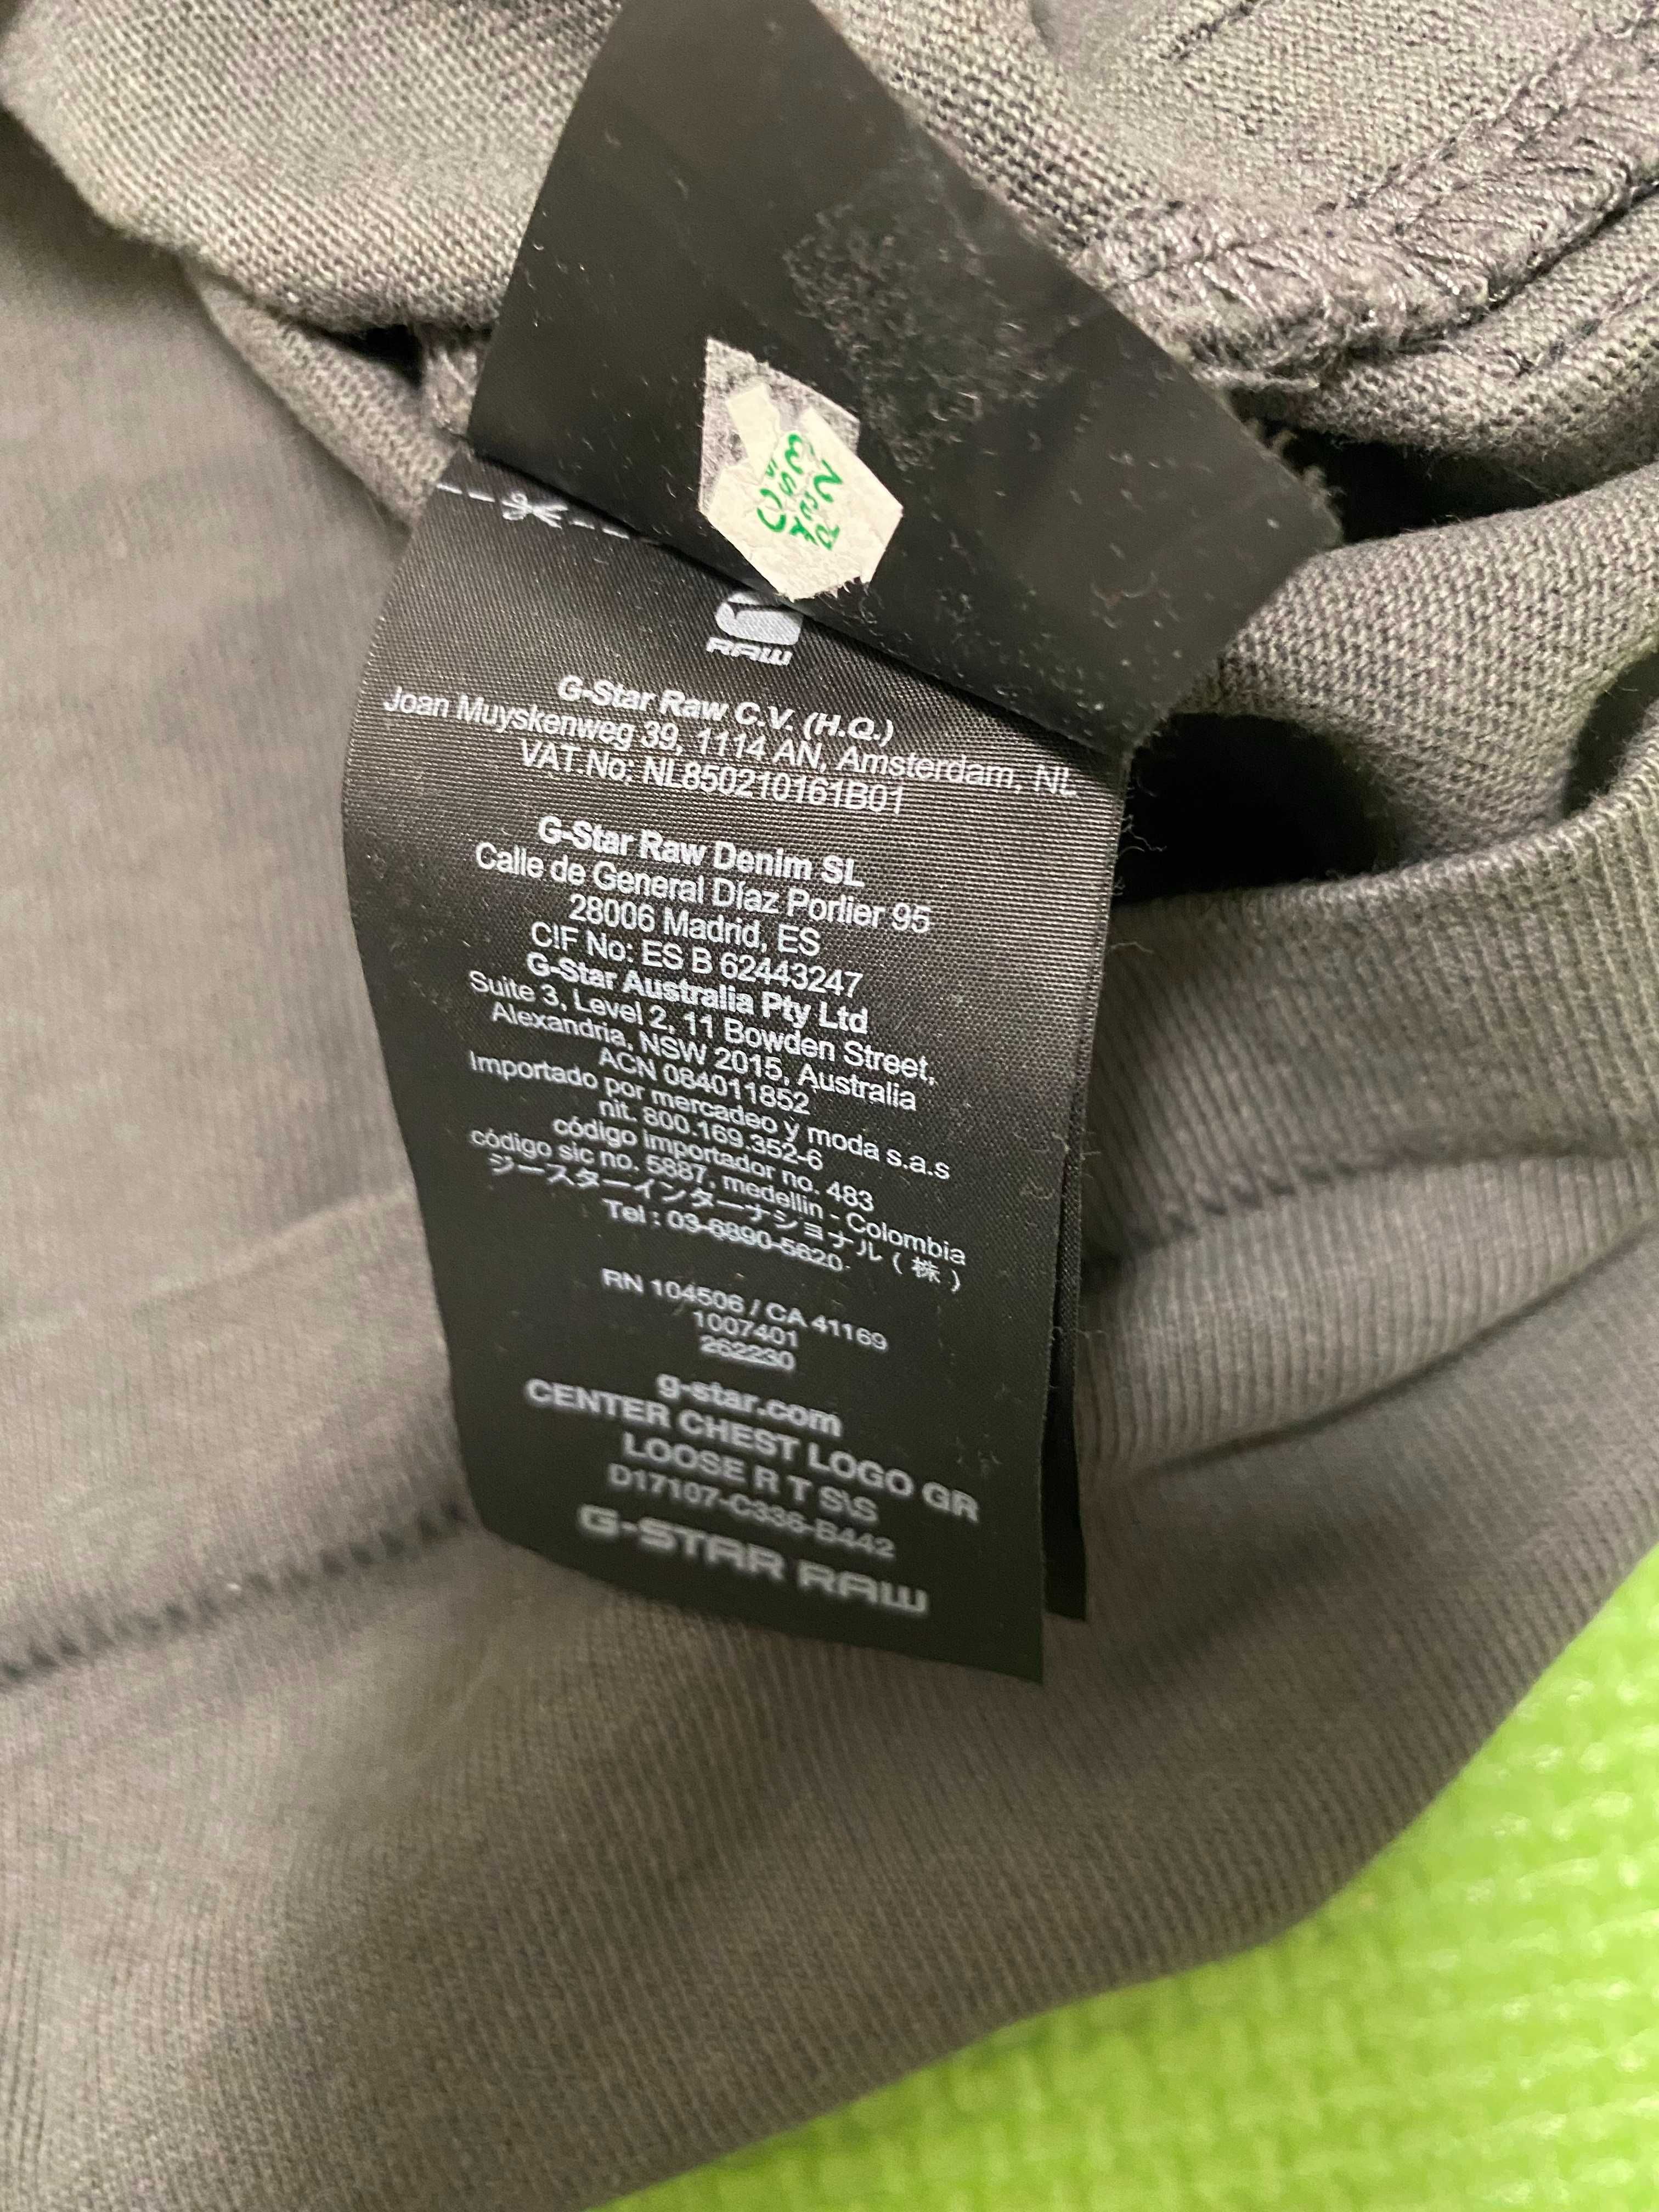 RAW
G-Star Raw C.V. (H.Q.)
Joan Muyskenweg 39, 1114 AN, Amsterdam, NL
VAT.No: NL850210161B01
G-Star Raw Denim SL
Calle de General Díaz Porlier 95
28006 Madrid, ES
CIF No: ES B 62443247
G-Star Australia Pty Ltd
Suite 3, Level 2, 11 Bowden Street,
Alexandria, NSW 2015, Australia
ACN 084011852
Importado por mercadeo y moda s.a.s
nit. 800.169.352-6
código importador no. 483
código sic no. 5887, medellin - Colombia
ジースターインターナショナル(株)
Tel : 03-6890-5620
RN 104506 / CA 41169
1007401
262230
g-star.com
CENTER CHEST LOGO GR
LOOSE R T S\S
D17107-C336-B442
G-STAR RAW